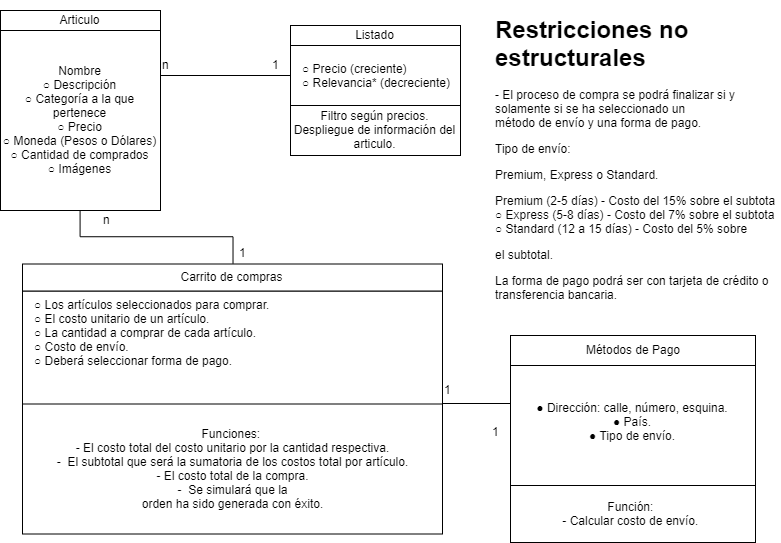 Articulo
Nombre
○ Descripción
○ Categoría a la que
pertenece
○ Precio
○ Moneda (Pesos o Dólares)
○ Cantidad de comprados
○ Imágenes
n
1
Listado
○ Precio (creciente)
○ Relevancia* (decreciente)
Filtro según precios.
Despliegue de información del
articulo.
n
1
Carrito de compras
○ Los artículos seleccionados para comprar.
○ El costo unitario de un artículo.
○ La cantidad a comprar de cada artículo.
○ Costo de envío.
○ Deberá seleccionar forma de pago.
Funciones:
- El costo total del costo unitario por la cantidad respectiva.
- El subtotal que será la sumatoria de los costos total por artículo.
- El costo total de la compra.
- Se simulará que la
orden ha sido generada con éxito.
1
1
Restricciones no
estructurales
- El proceso de compra se podrá finalizar si y
solamente si se ha seleccionado un
método de envío y una forma de pago.
Tipo de envío:
Premium, Express o Standard.
Premium (2-5 días) - Costo del 15% sobre el subtota
○ Express (5-8 días) - Costo del 7% sobre el subtota
○ Standard (12 a 15 días) - Costo del 5% sobre
el subtotal.
La forma de pago podrá ser con tarjeta de crédito o
transferencia bancaria.
Métodos de Pago
● Dirección: calle, número, esquina.
● País.
● Tipo de envío.
Función:
- Calcular costo de envío.